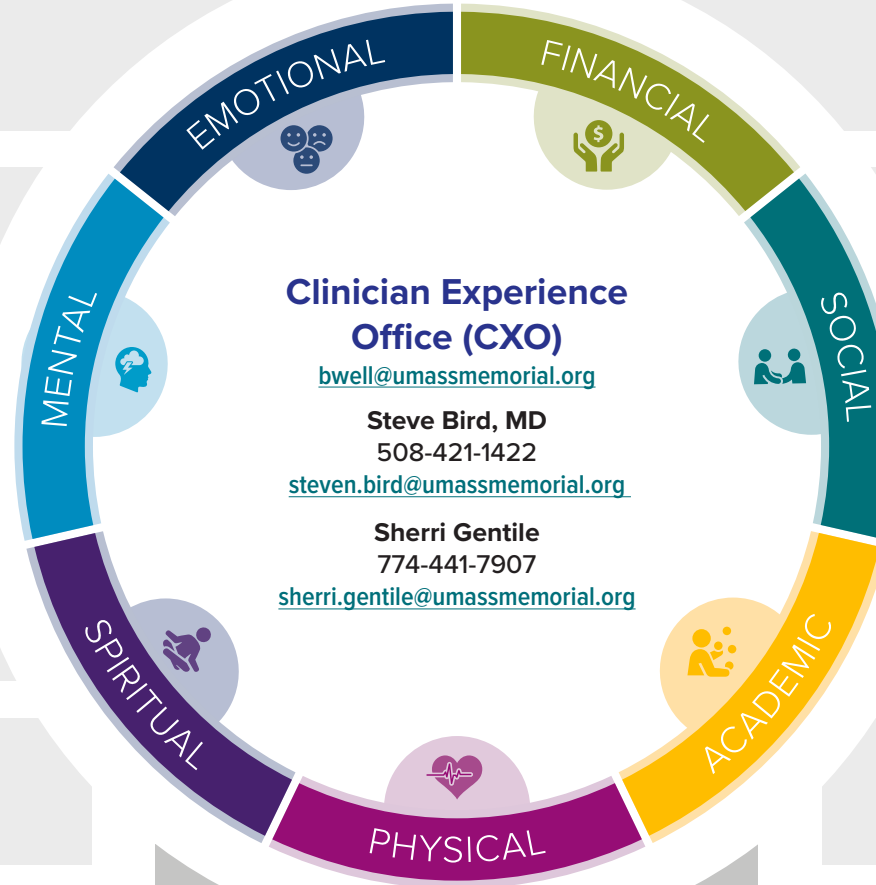 EMOTIONAL
FINANCIAL
MENTAL
SOCIAL
Clinician Experience
Office (CXO)
bwell@umassmemorial.org
Steve Bird, MD
508-421-1422
steven.bird@umassmemorial.org
Sherri Gentile
774-441-7907
sherri.gentile@umassmemorial.org
SPIRITUAL
ACADEMIC
PHYSICAL
$